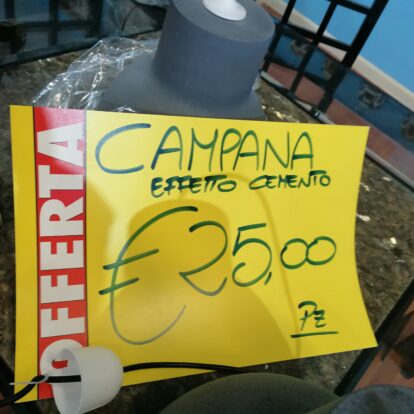 OFFERTA
CAMPANA
EFFETTO CEMENTO
€25,00
PZ